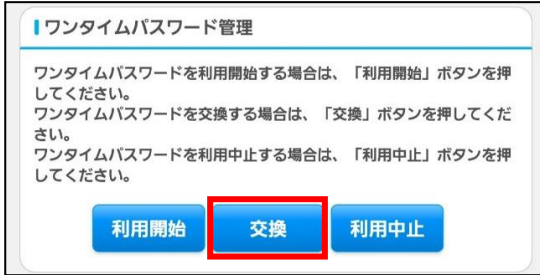 ワンタイムパスワード管理
ワンタイムパスワードを利用開始する場合は、「利用開始」ボタンを押
してください。
ワンタイムパスワードを交換する場合は、「交換」ボタンを押してくだ
さい。
ワンタイムパスワードを利用中止する場合は、「利用中止」ボタンを押
してください。
利用開始 交換 利用中止